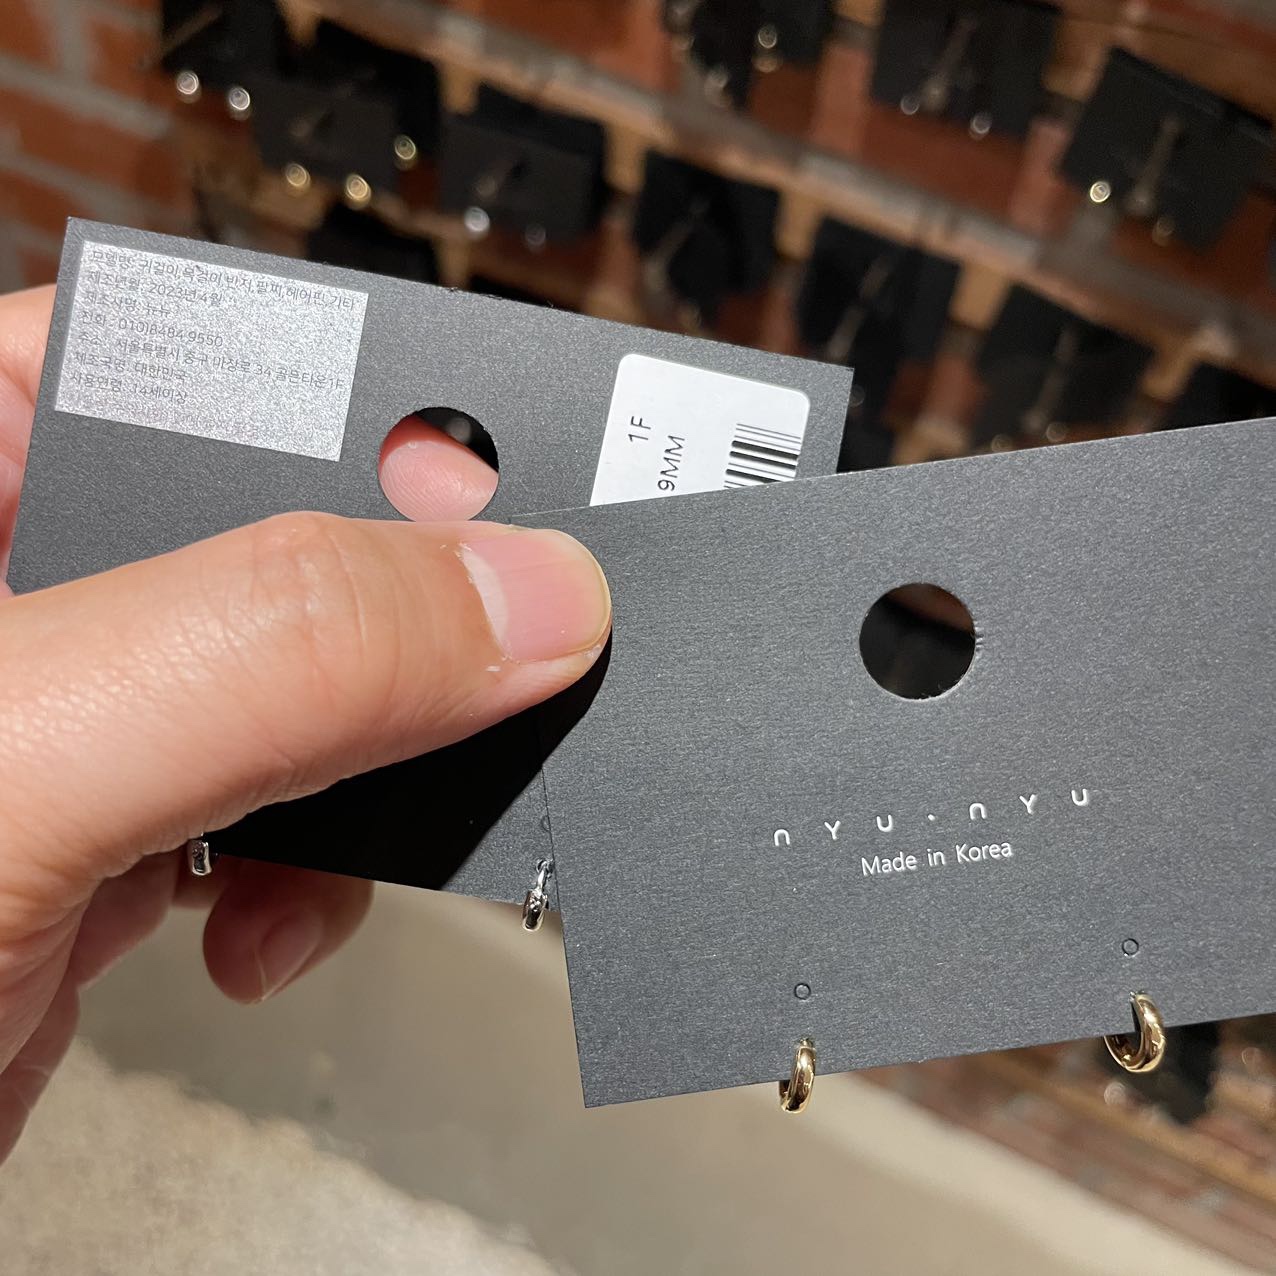 모델명: 귀걸이,목걸이,반지,팔찌,헤어핀,기타
제조년월: 2023년 4월
제조사명: 뉴뉴
전화 : 010)8484-9550
주소: 서울특별시 중구 마장로 34 골든타운1F
제조국명: 대한민국
사용연령: 14세이상
1F
9MM
nyu·nyu
Made in Korea